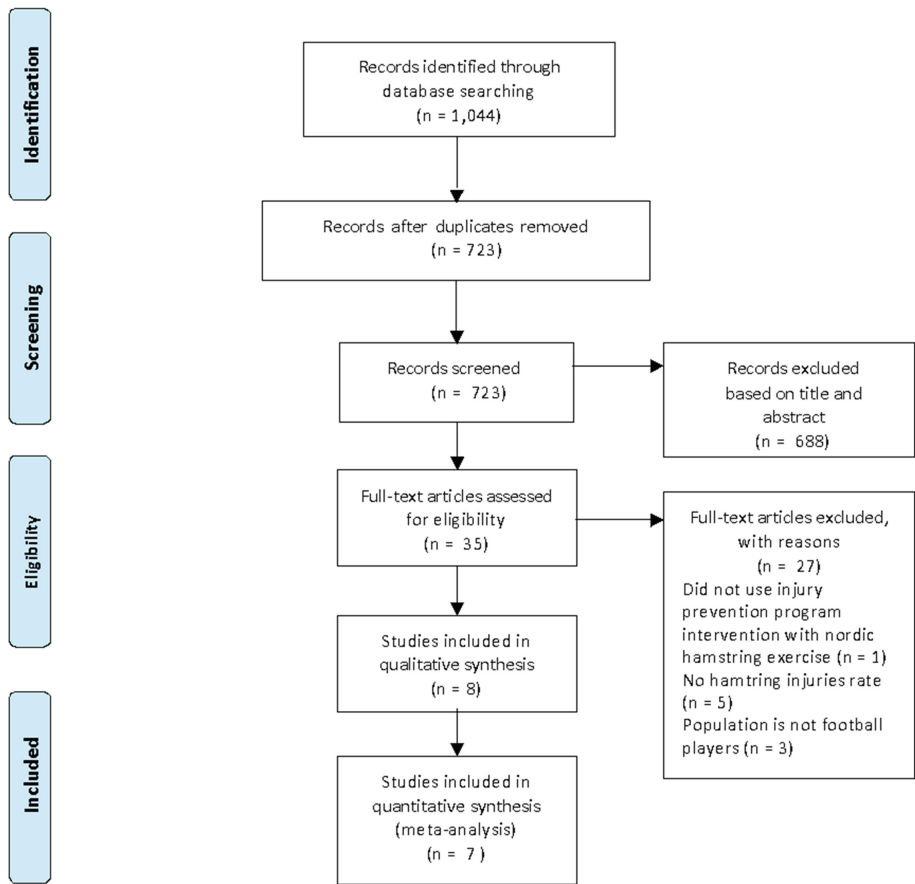 Identification
Records identified through
database searching
(n = 1,044)
Records after duplicates removed
(n = 723)
Screening
Records screened
(n = 723)
Records excluded
based on title and
abstract
(n = 688)
Eligibility
Full-text articles assessed
for eligibility
(n = 35)
Full-text articles excluded,
with reasons
(n = 27)
Did not use injury
prevention program
intervention with nordic
hamstring exercise (n = 1)
No hamtring injuries rate
(n = 5)
Population is not football
players (n = 3)
Studies included in
qualitative synthesis
(n = 8)
Included
Studies included in
quantitative synthesis
(meta-analysis)
(n = 7 )